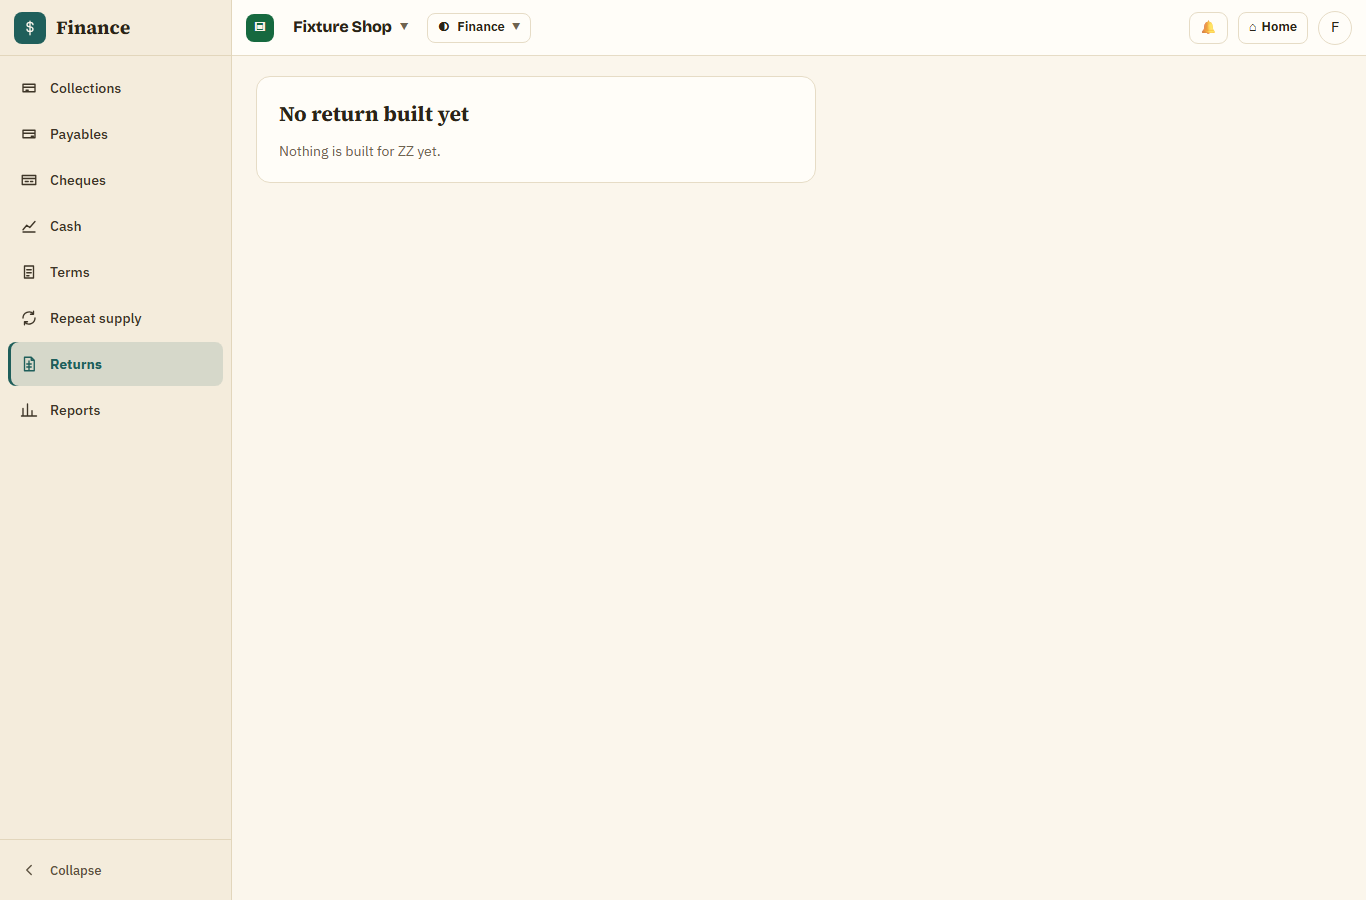 $ Finance
Fixture Shop ▼
Finance ▼
Home
F
Collections
Payables
Cheques
Cash
Terms
Repeat supply
Returns
Reports
Collapse
No return built yet
Nothing is built for ZZ yet.